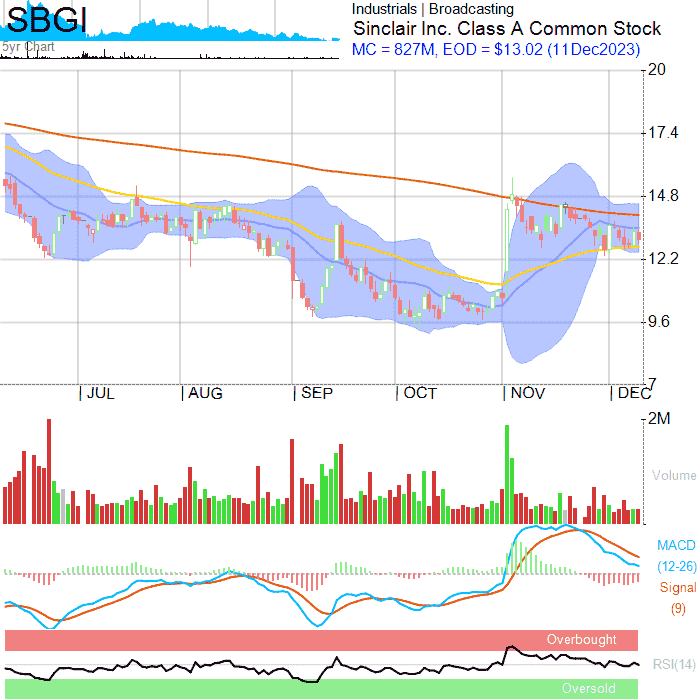 SBGI
5yr Chart
Industrials | Broadcasting
Sinclair Inc. Class A Common Stock
MC = 827M, EOD = $13.02 (11Dec2023)
20
17.4
14.8
12.2
9.6
7
JUL AUG SEP OCT NOV DEC
2M
Volume
MACD
(12-26)
Signal
(9)
Overbought
RSI(14)
Oversold